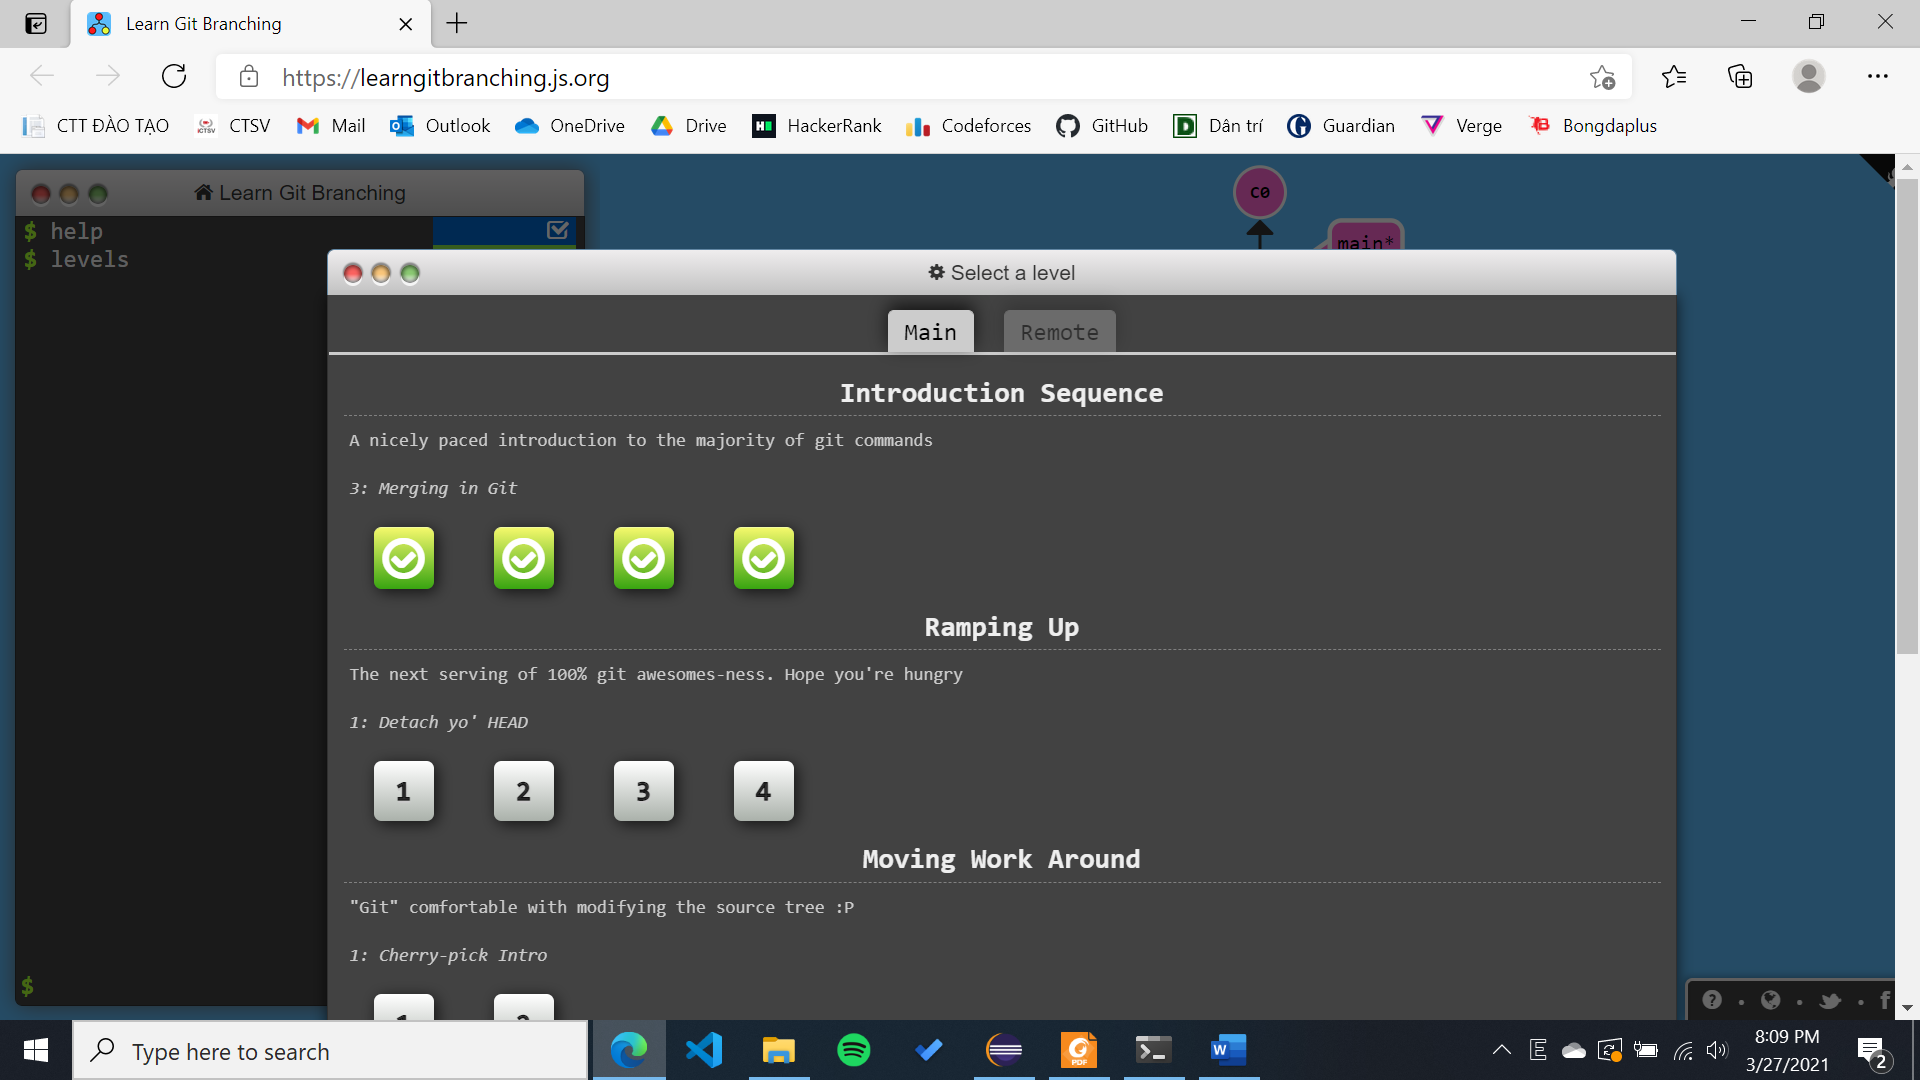 Learn Git Branching
https://learngitbranching.js.org
CTT ĐÀO TẠO
CTSV
Mail
Outlook
OneDrive
Drive
HackerRank
Codeforces
GitHub
Dân trí
Guardian
Verge
Bongdaplus
Learn Git Branching
$ help
$ levels
c0
main*
Select a level
Main
Remote
Introduction Sequence
A nicely paced introduction to the majority of git commands
3: Merging in Git
Ramping Up
The next serving of 100% git awesomes-ness. Hope you're hungry
1: Detach yo' HEAD
1 2 3 4
Moving Work Around
"Git" comfortable with modifying the source tree :P
1: Cherry-pick Intro
1 2
$
Type here to search
8:09 PM
3/27/2021
2